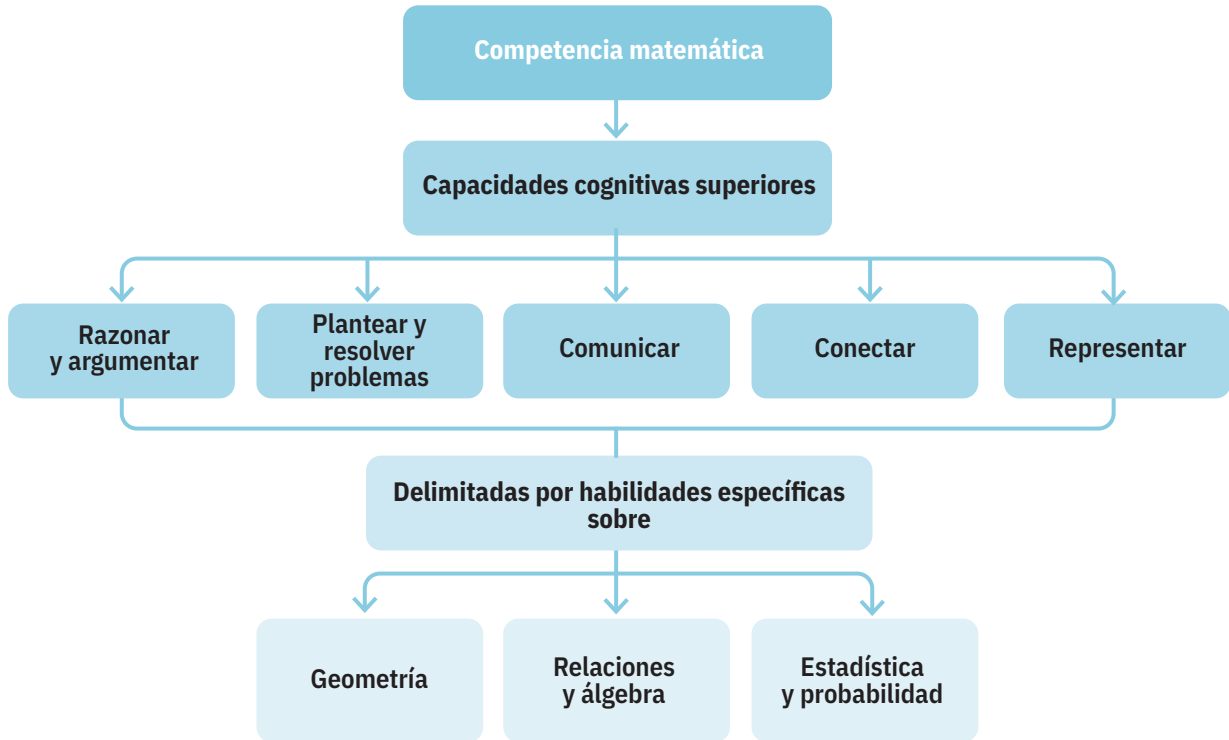 Competencia matemática
Capacidades cognitivas superiores
Razonar
y argumentar
Plantear y
resolver
problemas
Comunicar
Conectar
Representar
Delimitadas por habilidades específicas
sobre
Geometría
Relaciones
y álgebra
Estadística
y probabilidad